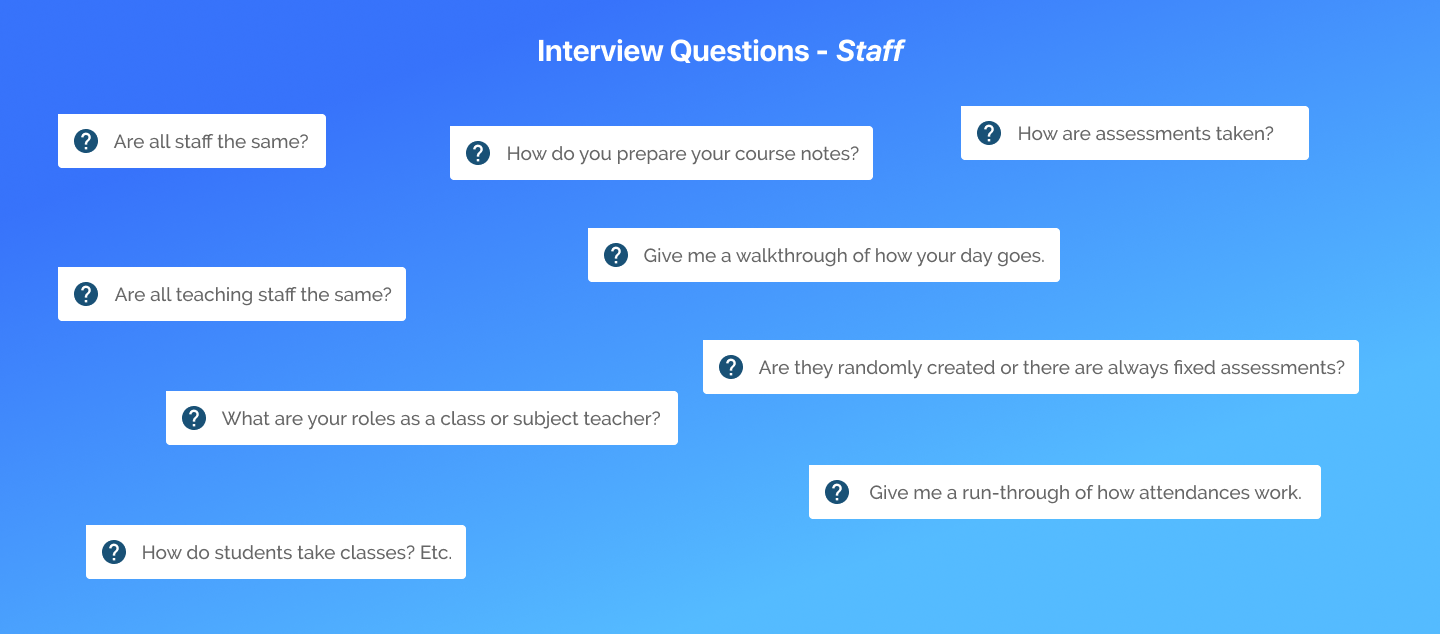 Interview Questions - Staff
Are all staff the same?
How do you prepare your course notes?
How are assessments taken?
Give me a walkthrough of how your day goes.
Are all teaching staff the same?
Are they randomly created or there are always fixed assessments?
What are your roles as a class or subject teacher?
Give me a run-through of how attendances work.
How do students take classes? Etc.